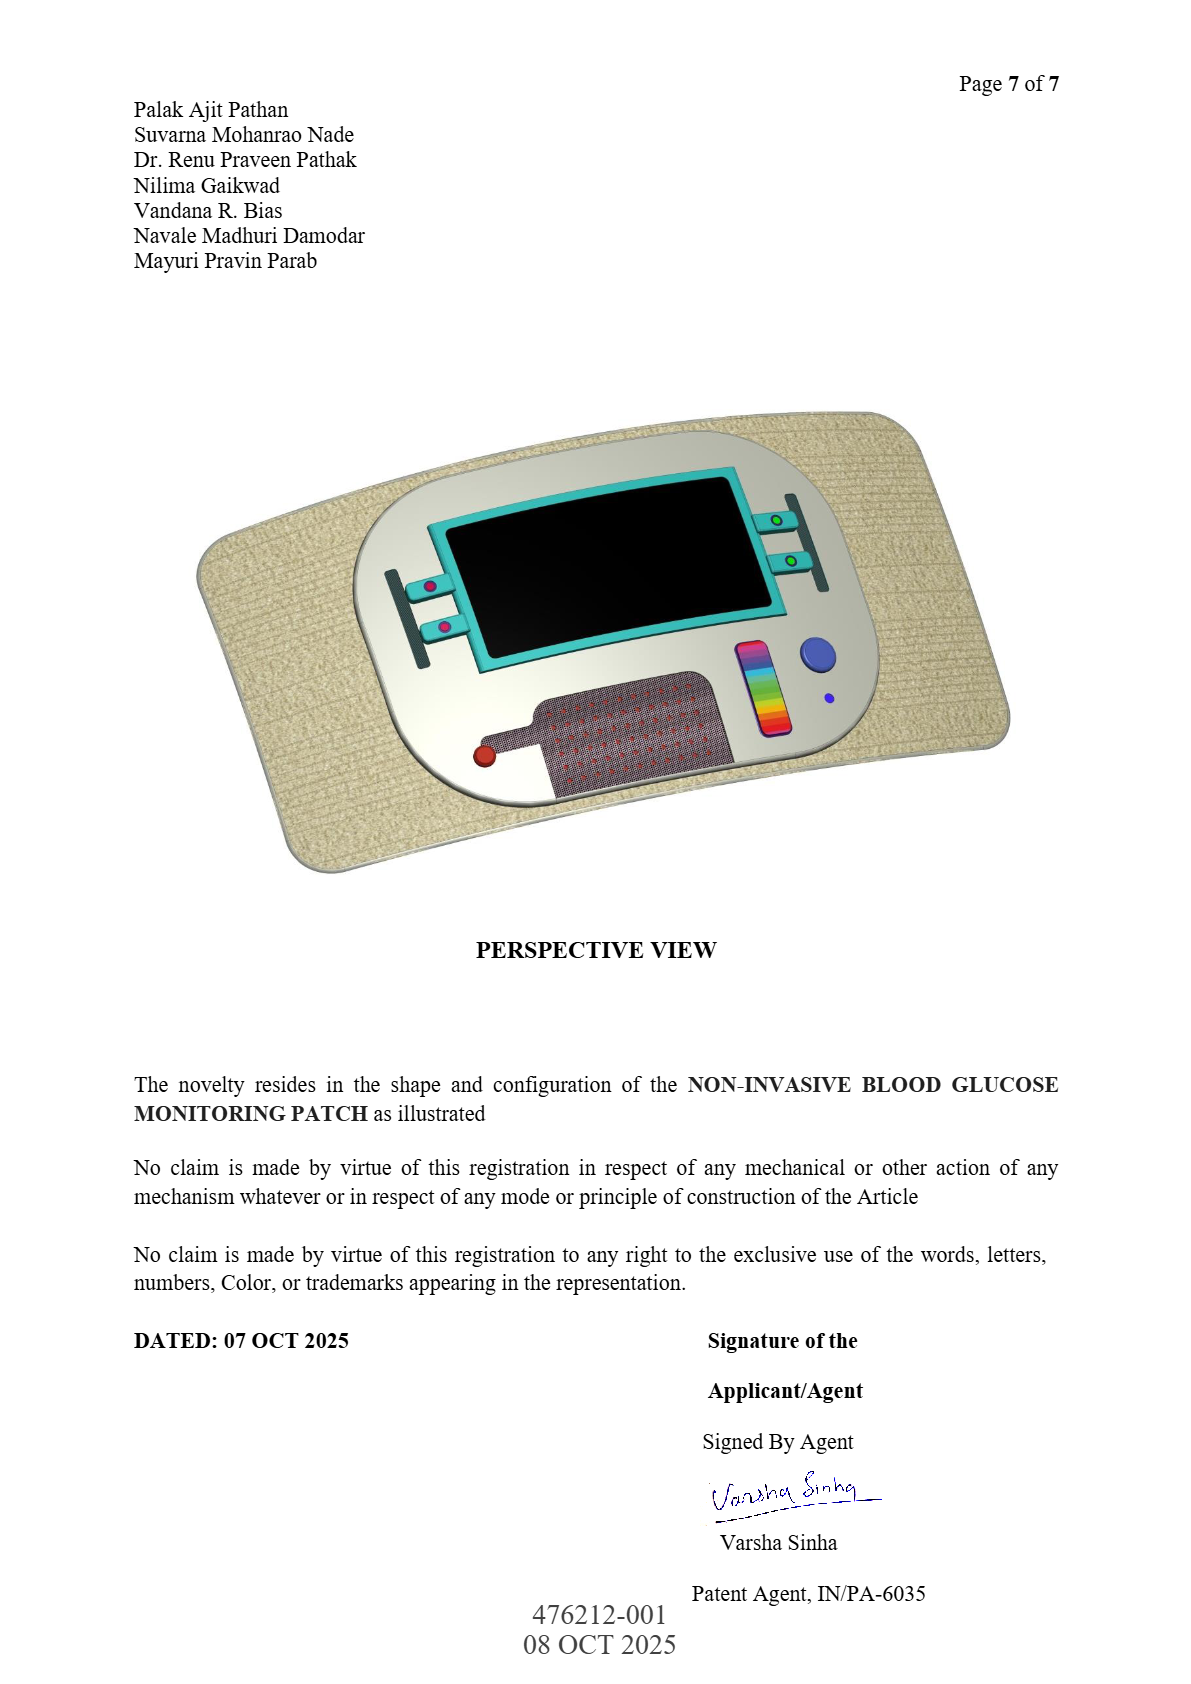 Page 7 of 7
Palak Ajit Pathan
Suvarna Mohanrao Nade
Dr. Renu Praveen Pathak
Nilima Gaikwad
Vandana R. Bias
Navale Madhuri Damodar
Mayuri Pravin Parab
PERSPECTIVE VIEW
The novelty resides in the shape and configuration of the NON-INVASIVE BLOOD GLUCOSE
MONITORING PATCH as illustrated
No claim is made by virtue of this registration in respect of any mechanical or other action of any
mechanism whatever or in respect of any mode or principle of construction of the Article
No claim is made by virtue of this registration to any right to the exclusive use of the words, letters,
numbers, Color, or trademarks appearing in the representation.
DATED: 07 OCT 2025
Signature of the
Applicant/Agent
Signed By Agent
Varsha Sinha
Varsha Sinha
Patent Agent, IN/PA-6035
476212-001
08 OCT 2025